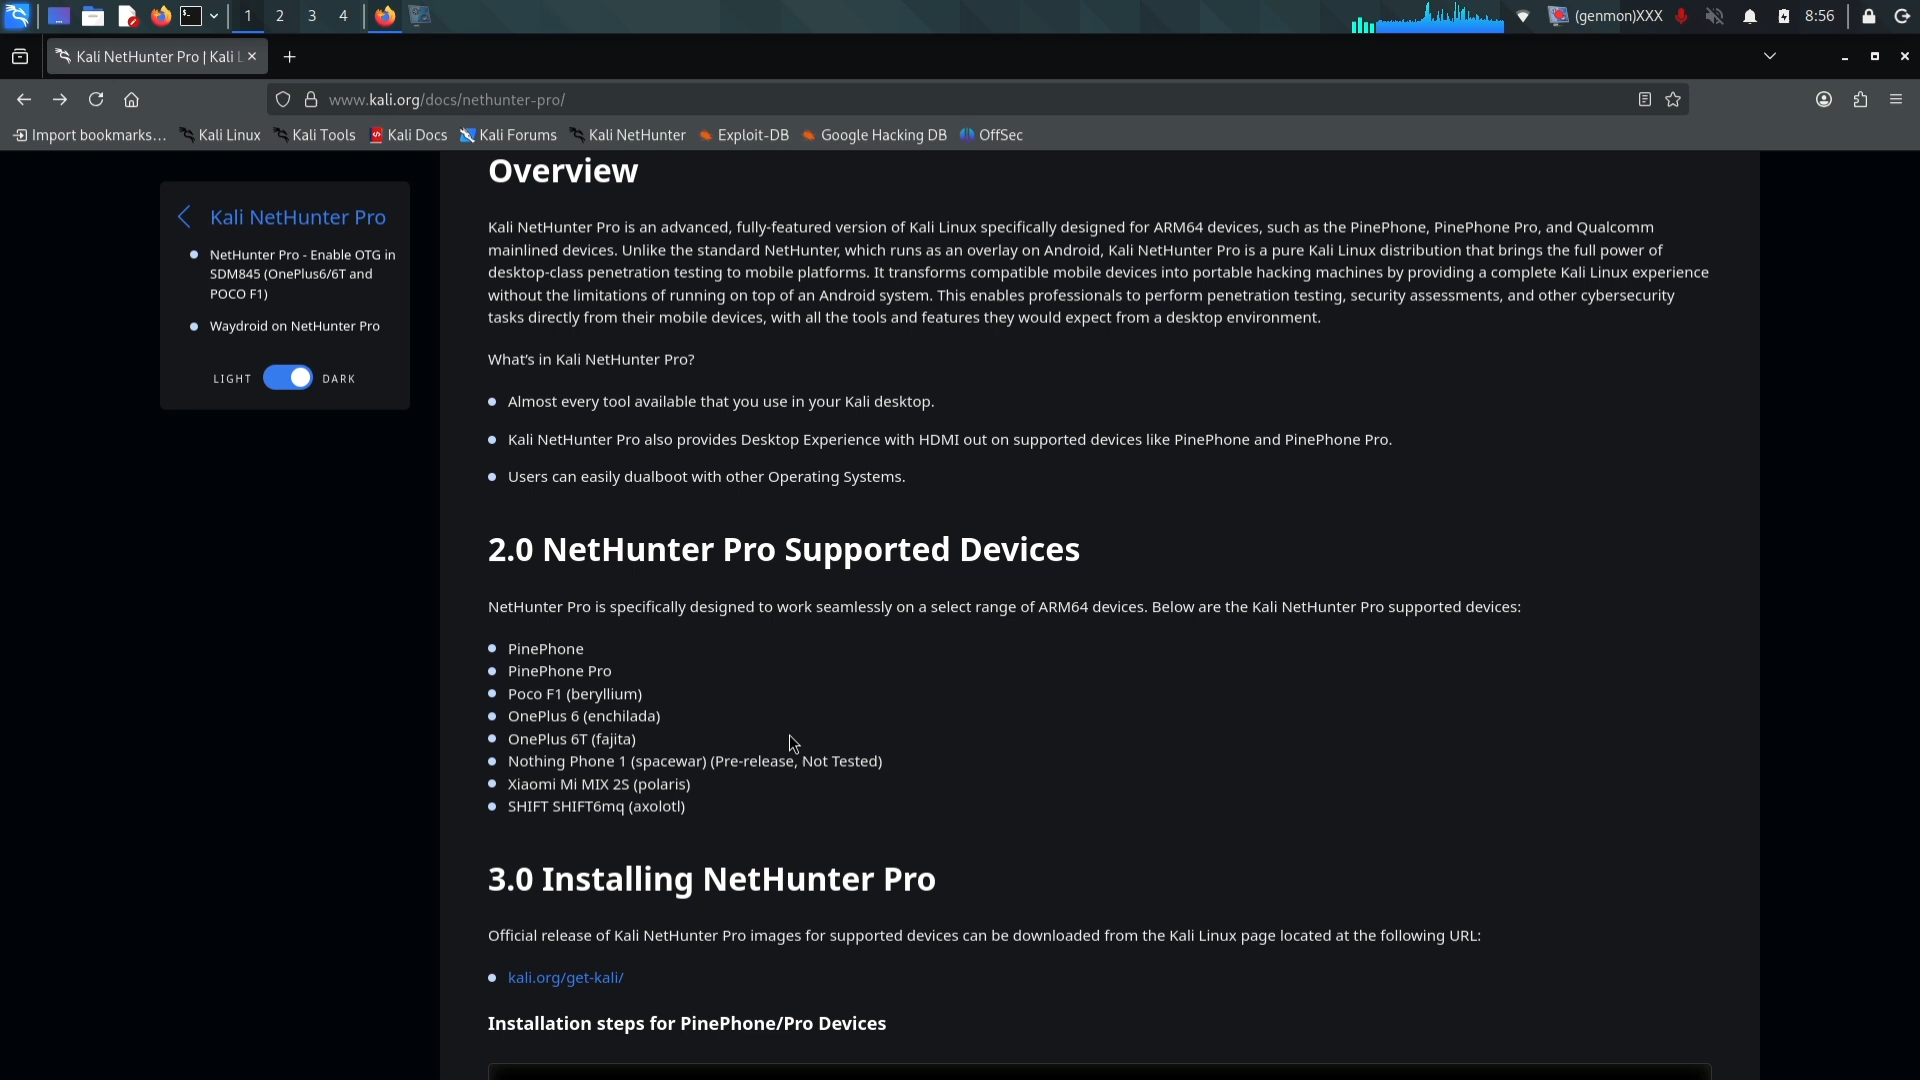 1 2 3 4 (genmon)XXX 8:56
Kali NetHunter Pro | Kali L
www.kali.org/docs/nethunter-pro/
Import bookmarks... Kali Linux Kali Tools Kali Docs Kali Forums Kali NetHunter Exploit-DB Google Hacking DB OffSec
Kali NetHunter Pro
NetHunter Pro - Enable OTG in
SDM845 (OnePlus6/6T and
POCO F1)
Waydroid on NetHunter Pro
LIGHT DARK
Overview
Kali NetHunter Pro is an advanced, fully-featured version of Kali Linux specifically designed for ARM64 devices, such as the PinePhone, PinePhone Pro, and Qualcomm
mainlined devices. Unlike the standard NetHunter, which runs as an overlay on Android, Kali NetHunter Pro is a pure Kali Linux distribution that brings the full power of
desktop-class penetration testing to mobile platforms. It transforms compatible mobile devices into portable hacking machines by providing a complete Kali Linux experience
without the limitations of running on top of an Android system. This enables professionals to perform penetration testing, security assessments, and other cybersecurity
tasks directly from their mobile devices, with all the tools and features they would expect from a desktop environment.
What's in Kali NetHunter Pro?
Almost every tool available that you use in your Kali desktop.
Kali NetHunter Pro also provides Desktop Experience with HDMI out on supported devices like PinePhone and PinePhone Pro.
Users can easily dualboot with other Operating Systems.
2.0 NetHunter Pro Supported Devices
NetHunter Pro is specifically designed to work seamlessly on a select range of ARM64 devices. Below are the Kali NetHunter Pro supported devices:
PinePhone
PinePhone Pro
Poco F1 (beryllium)
OnePlus 6 (enchilada)
OnePlus 6T (fajita)
Nothing Phone 1 (spacewar) (Pre-release, Not Tested)
Xiaomi Mi MIX 2S (polaris)
SHIFT SHIFT6mq (axolotl)
3.0 Installing NetHunter Pro
Official release of Kali NetHunter Pro images for supported devices can be downloaded from the Kali Linux page located at the following URL:
kali.org/get-kali/
Installation steps for PinePhone/Pro Devices